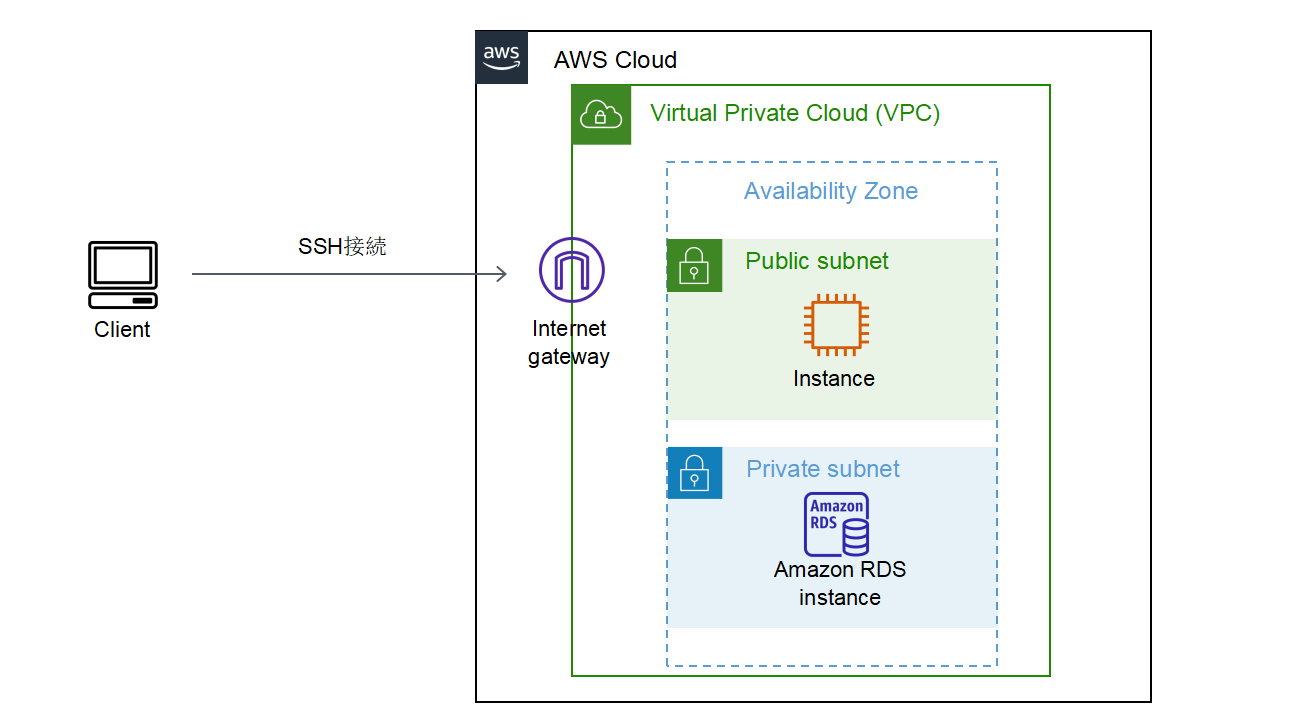 aws
AWS Cloud
Virtual Private Cloud (VPC)
Availability Zone
SSH接続
Client
Internet
gateway
Public subnet
Instance
Private subnet
Amazon
RDS
Amazon RDS
instance